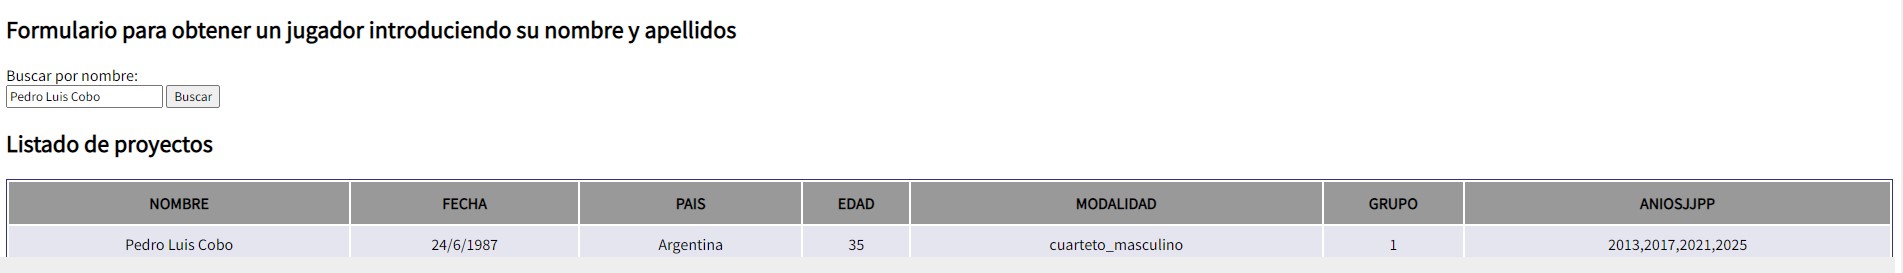 Formulario para obtener un jugador introduciendo su nombre y apellidos
Buscar por nombre:
Pedro Luis Cobo Buscar
Listado de proyectos
NOMBRE FECHA PAIS EDAD MODALIDAD GRUPO ANIOSJJPP
Pedro Luis Cobo 24/6/1987 Argentina 35 cuarteto_masculino 1 2013,2017,2021,2025